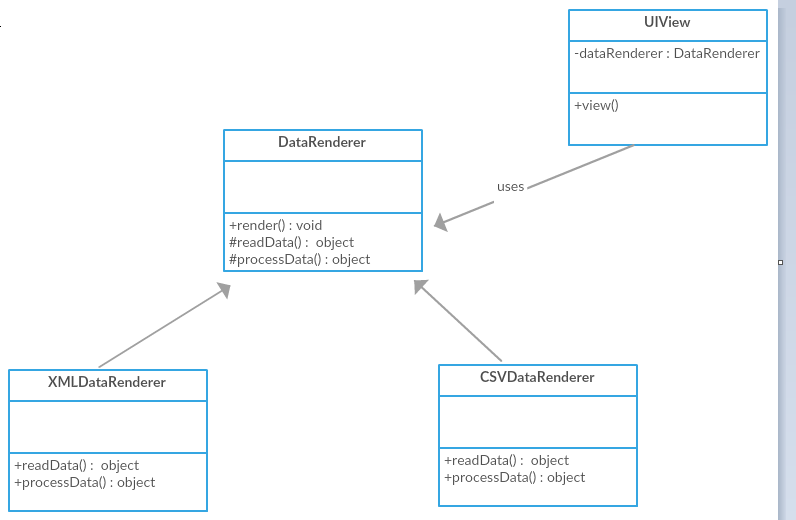 UIView
-dataRenderer : DataRenderer
+view()
uses
DataRenderer
+render() : void
#readData() :  object
#processData() : object
XMLDataRenderer
+readData() :  object
+processData() : object
CSVDataRenderer
+readData() :  object
+processData() : object